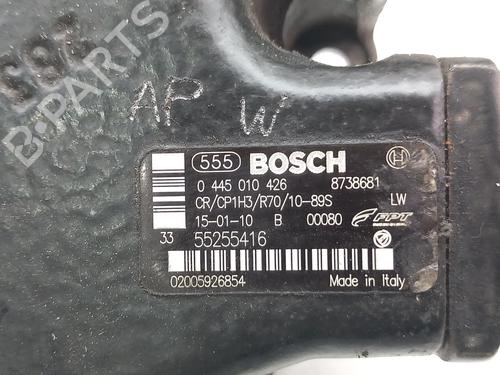 B-PARTS
AP W
555 BOSCH
0 445 010 426 8738681
CR/CP1H3/R70/10-89S LW
15-01-10 B 00080 FPT
33 55255416
02005926854 Made in Italy